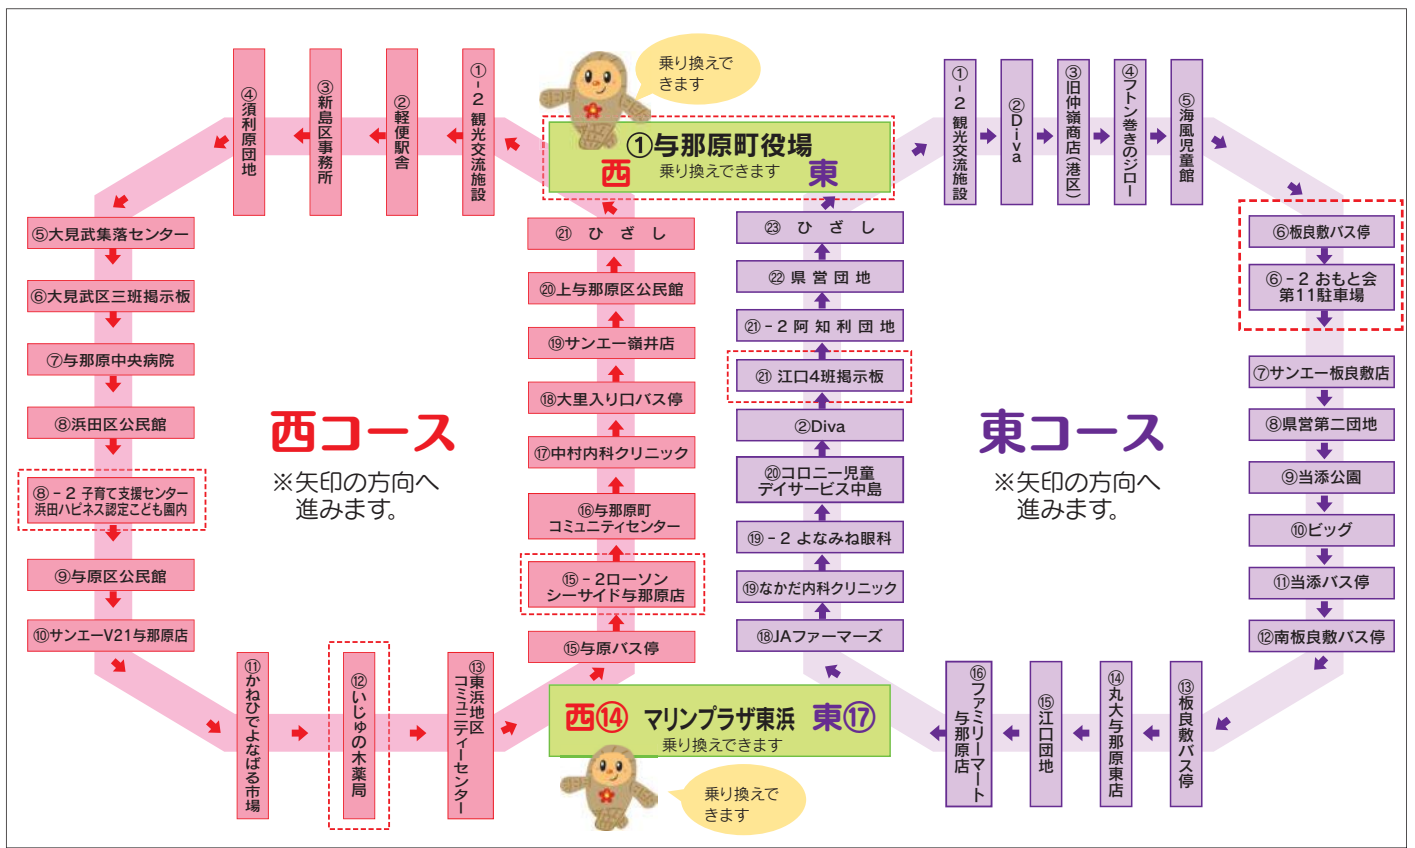 乗り換えで
きます
①与那原町役場
西 乗り換えできます 東
①-2 観光交流施設
②軽便駅舎
③新島区事務所
④須利原団地
⑤大見武集落センター
⑥大見武区三班掲示板
⑦与那原中央病院
⑧浜田区公民館
⑧-2 子育て支援センター
浜田ハピネス認定こども園内
⑨与原区公民館
⑩サンエーV21与那原店
⑪かねひでよなばる市場
⑫いじゅの木薬局
⑬東浜地区
コミュニティーセンター
西⑭ マリンプラザ東浜 東⑰
乗り換えできます
乗り換えで
きます
⑮与原バス停
⑮-2ローソン
シーサイド与那原店
⑯与那原町
コミュニティセンター
⑰中村内科クリニック
⑱大里入り口バス停
⑲サンエー嶺井店
⑳上与那原区公民館
㉑ ひざし
西コース
※矢印の方向へ
進みます。
①-2 観光交流施設
②Diva
③旧仲嶺商店(港区)
④フトン巻きのジロー
⑤海風児童館
⑥板良敷バス停
⑥-2 おもと会
第11駐車場
⑦サンエー板良敷店
⑧県営第二団地
⑨当添公園
⑩ビッグ
⑪当添バス停
⑫南板良敷バス停
⑬板良敷バス停
⑭丸大与那原東店
⑮江口団地
⑯ファミリーマート
与那原店
⑱JAファーマーズ
⑲なかだ内科クリニック
⑲-2 よなみね眼科
⑳コロニー児童
デイサービス中島
②Diva
㉑ 江口4班掲示板
㉑-2 阿知利団地
㉒県営団地
㉓ ひざし
東コース
※矢印の方向へ
進みます。